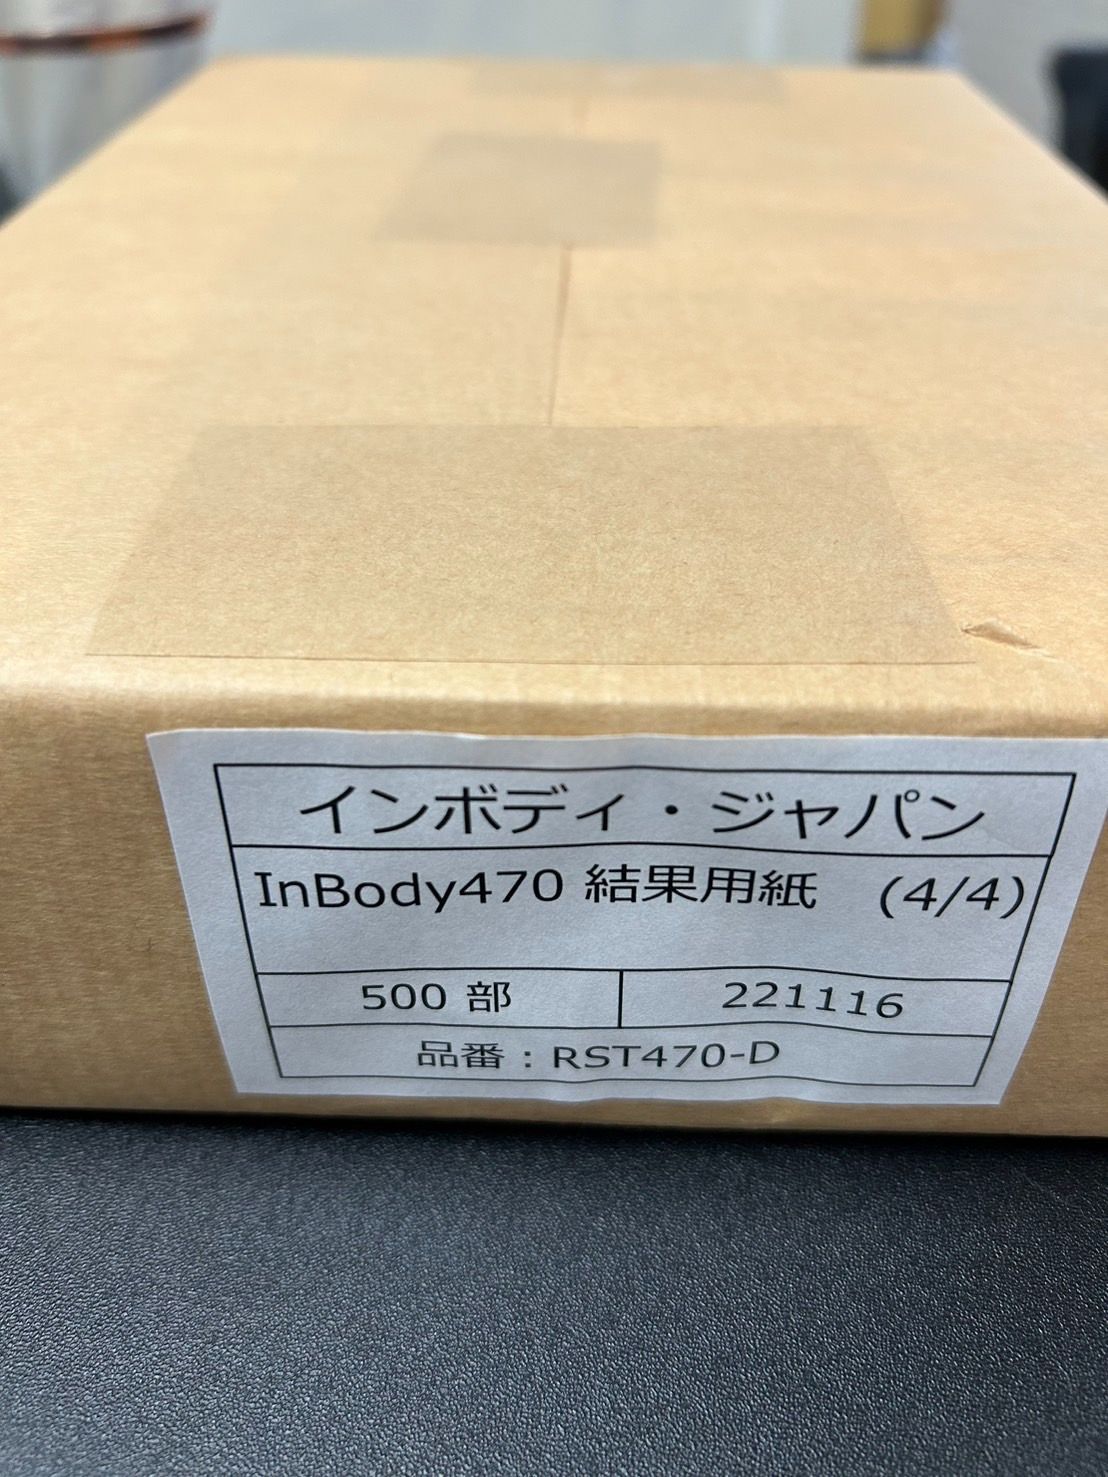 インボディ・ジャパン
InBody470 結果用紙　(4/4)
500 部
221116
品番：RST470-D